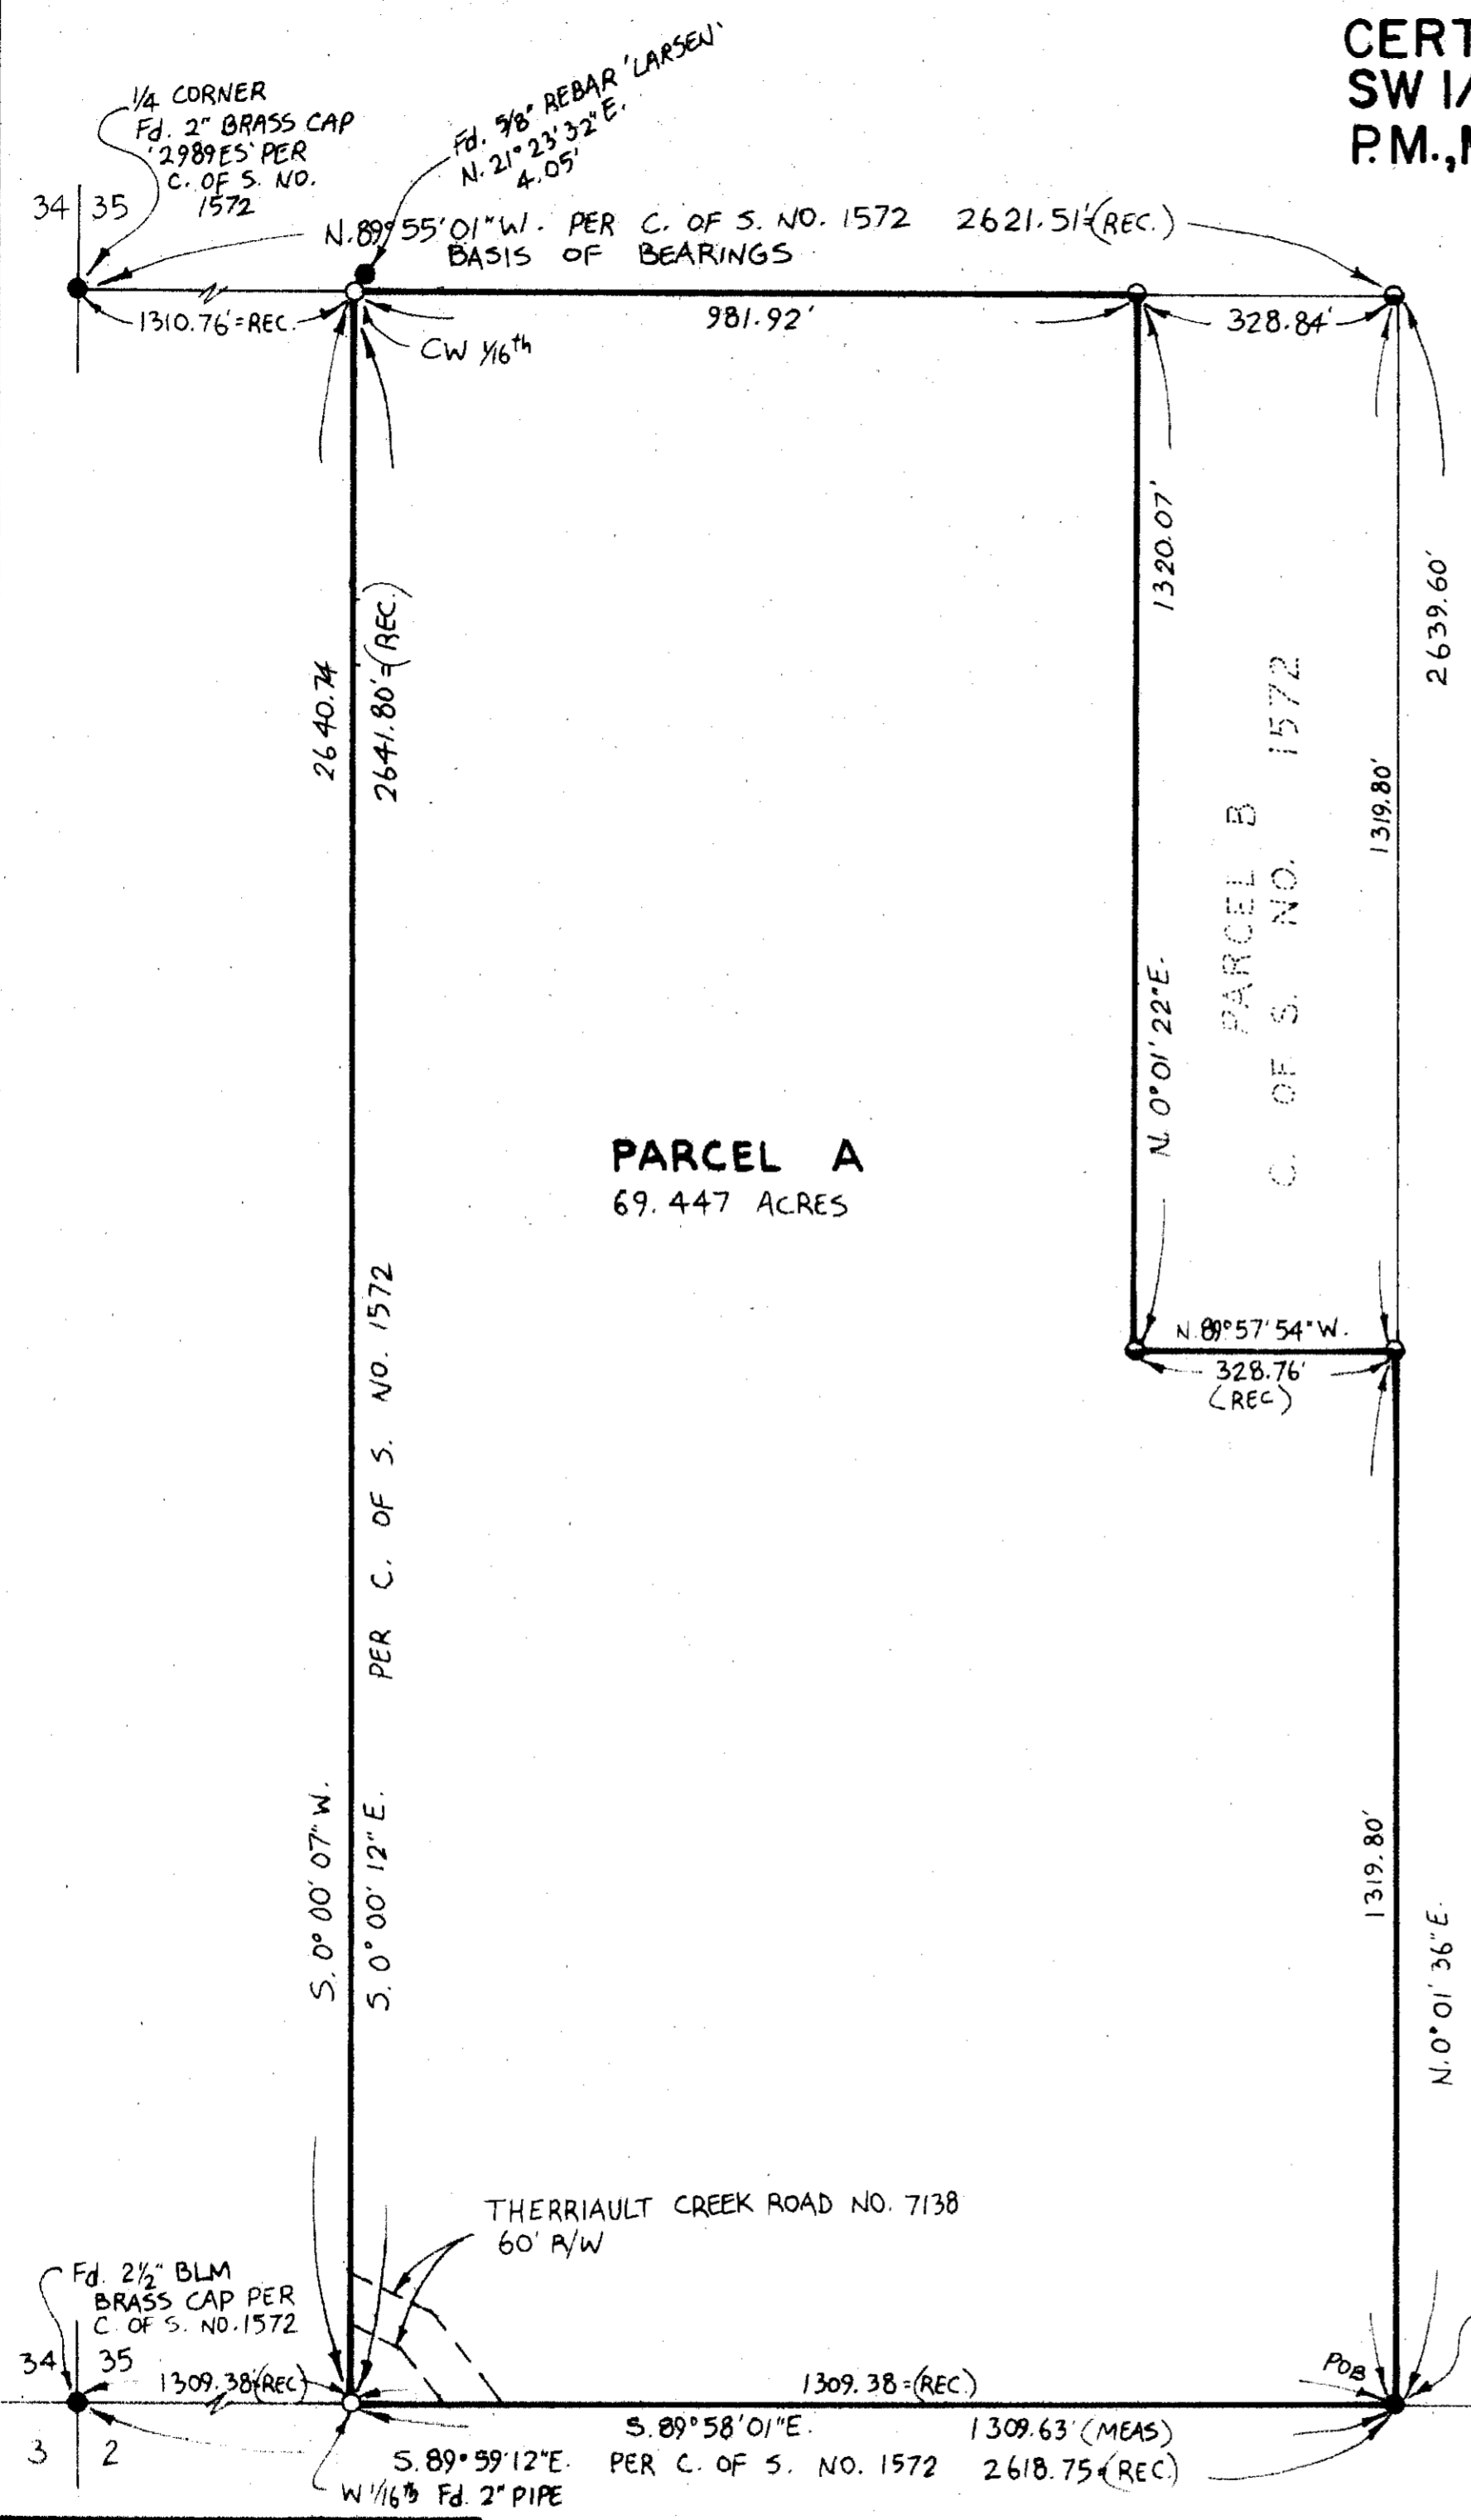 CERT
SW 1/
P.M.,
1/4 CORNER
Fd. 2" BRASS CAP
'2989ES' PER
C. OF S. NO.
1572
34 35
Fd. 5/8" REBAR 'LARSEN'
N. 21° 23' 32" E.
4.05'
N. 89° 55' 01" W. PER C. OF S. NO. 1572 2621.51'=(REC.)
BASIS OF BEARINGS
1310.76'=REC.
981.92'
328.84'
CW 1/16th
2640.74
2641.80'=(REC.)
1320.07'
2639.60'
1319.80'
PARCEL B
C. OF S. NO. 1572
N. 0° 01' 22" E.
PARCEL A
69.447 ACRES
N. 89° 57' 54" W.
328.76'
(REC)
PER C. OF S. NO. 1572
S. 0° 00' 07" W.
S. 0° 00' 12" E.
1319.80'
N. 0° 01' 36" E.
THERRIAULT CREEK ROAD NO. 7138
60' R/W
Fd. 2 1/2" BLM
BRASS CAP PER
C. OF S. NO. 1572
34 35
1309.38'=(REC)
1309.38=(REC)
POB
S. 89° 58' 01" E. 1309.63' (MEAS)
3 2
S. 89° 59' 12" E. PER C. OF S. NO. 1572 2618.75=(REC.)
W 1/16th Fd. 2" PIPE